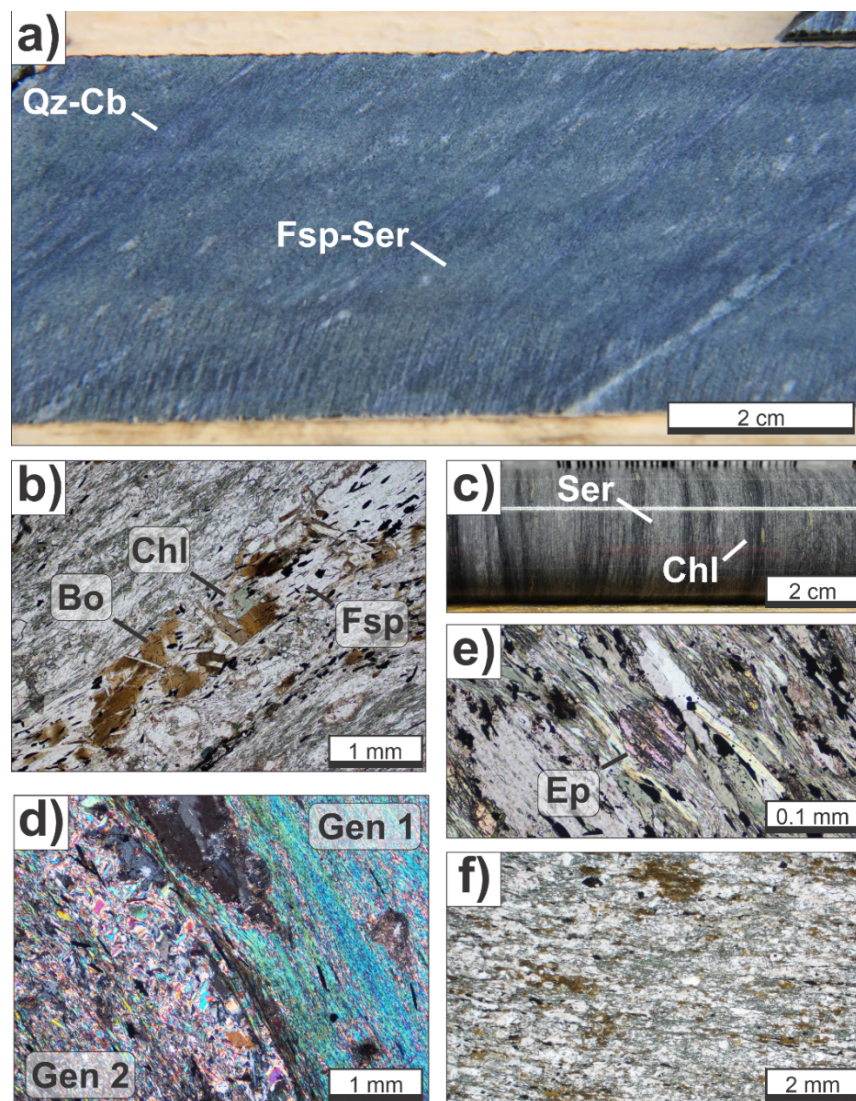 a)
Qz-Cb
Fsp-Ser
2 cm
b)
Chl
Bo
Fsp
1 mm
c)
Ser
Chl
2 cm
e)
Ep
0.1 mm
d)
Gen 1
Gen 2
1 mm
f)
2 mm